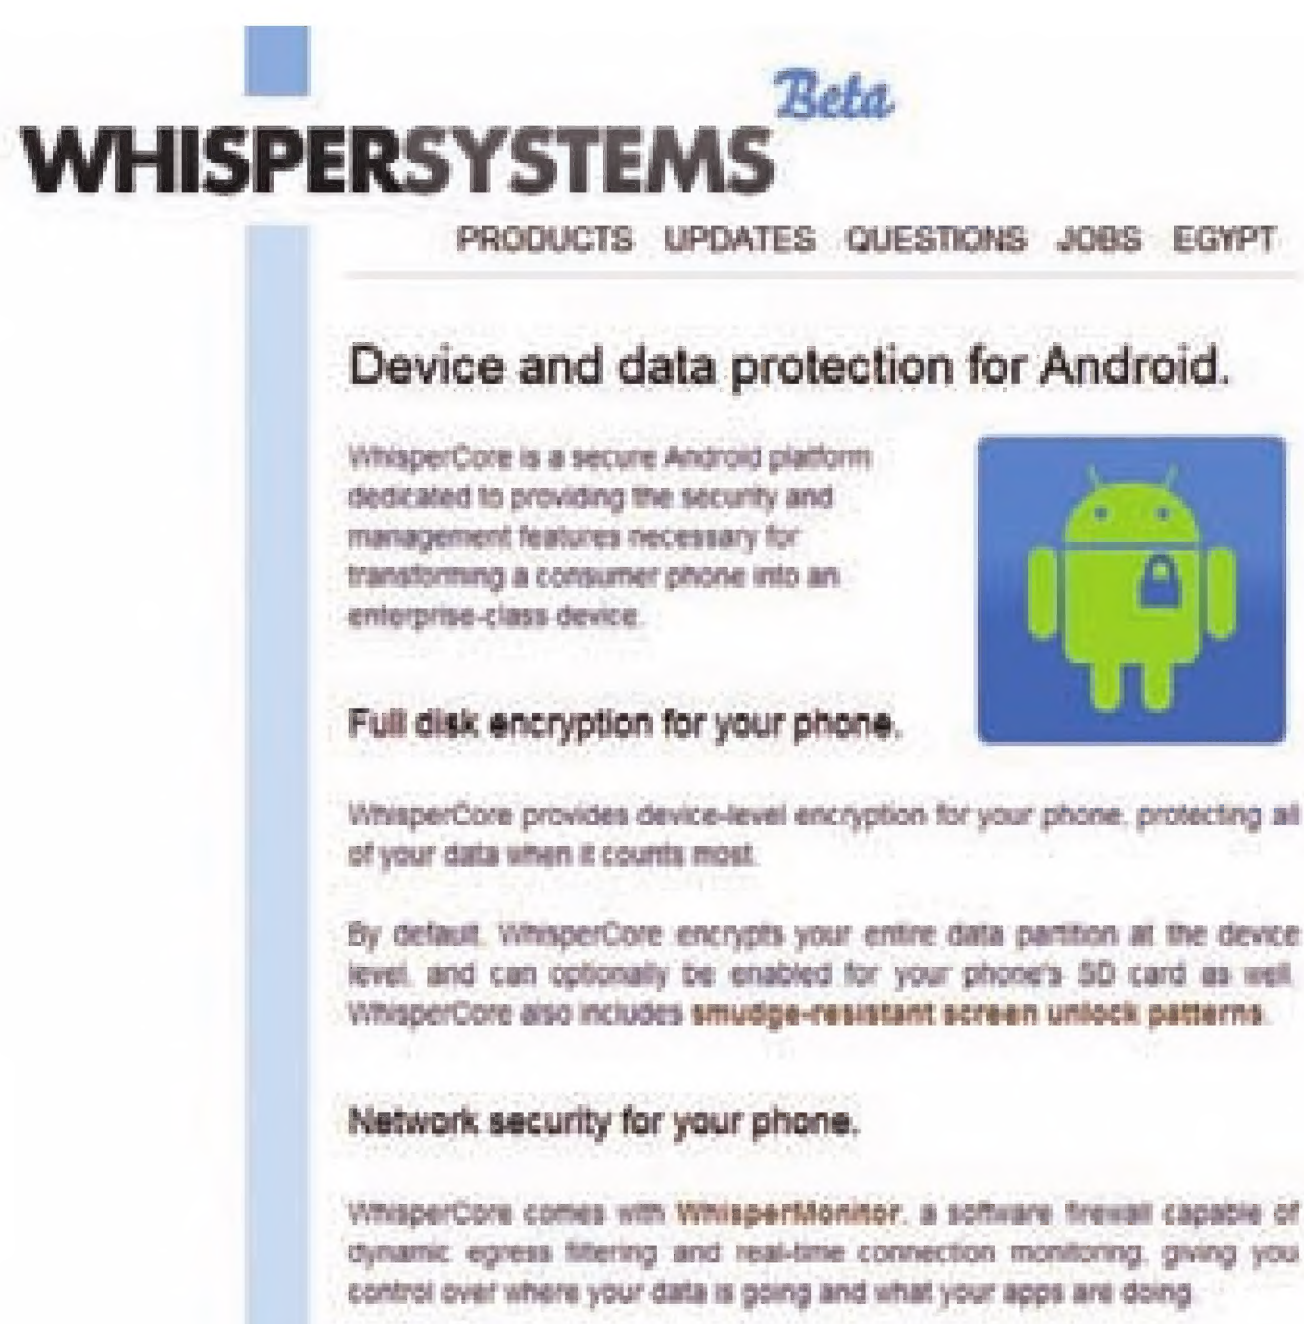 Beta
WHISPERSYSTEMS
PRODUCTS UPDATES QUESTIONS JOBS EGYPT
Device and data protection for Android.
WhisperCore is a secure Android platform
dedicated to providing the security and
management features necessary for
transforming a consumer phone into an
enterprise-class device.
Full disk encryption for your phone.
WhisperCore provides device-level encryption for your phone, protecting all
of your data when it counts most.
By default, WhisperCore encrypts your entire data partition at the device
level, and can optionally be enabled for your phone's SD card as well.
WhisperCore also includes smudge-resistant screen unlock patterns.
Network security for your phone.
WhisperCore comes with WhisperMonitor, a software firewall capable of
dynamic egress filtering and real-time connection monitoring, giving you
control over where your data is going and what your apps are doing.